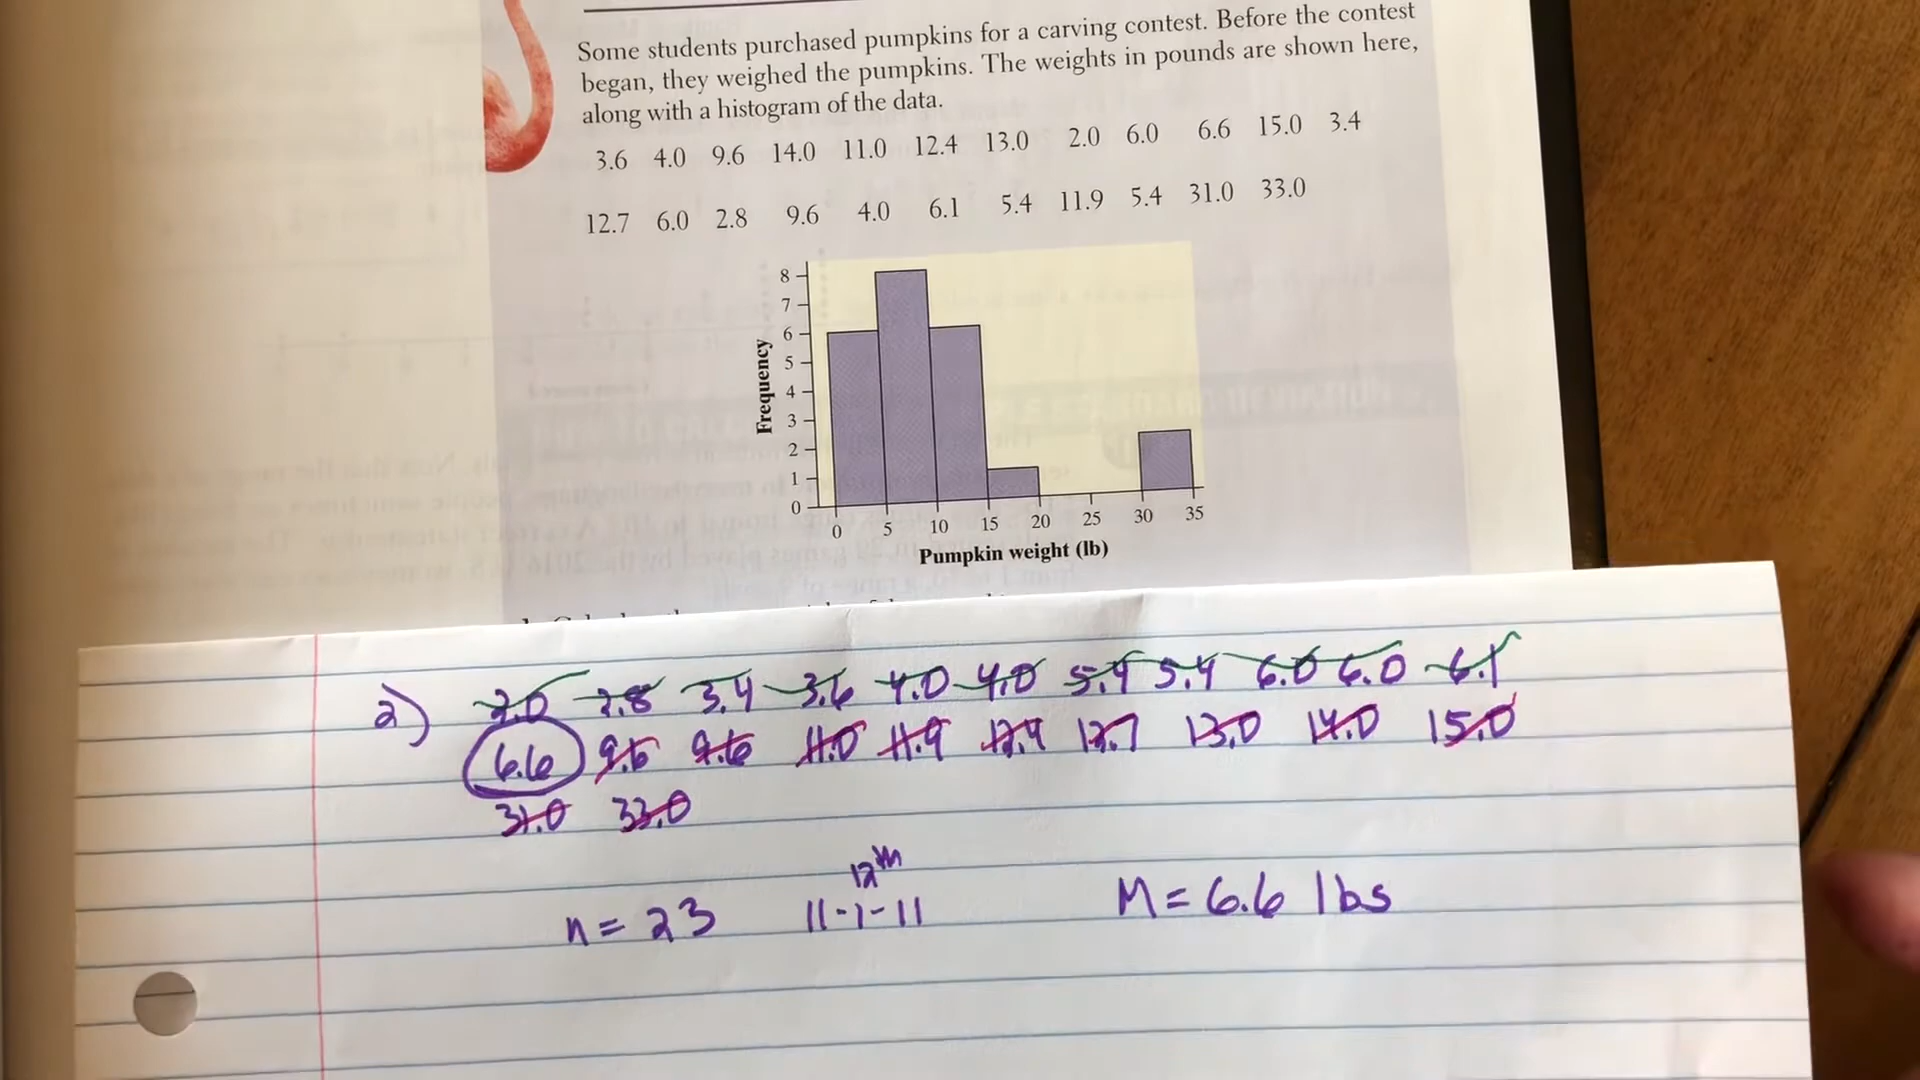 Some students purchased pumpkins for a carving contest. Before the contest
began, they weighed the pumpkins. The weights in pounds are shown here,
along with a histogram of the data.
3.6 4.0 9.6 14.0 11.0 12.4 13.0 2.0 6.0 6.6 15.0 3.4
12.7 6.0 2.8 9.6 4.0 6.1 5.4 11.9 5.4 31.0 33.0
8
7
6
5
4
3
2
1
0
Frequency
0 5 10 15 20 25 30 35
Pumpkin weight (lb)
2) 2.0 2.8 3.4 3.6 4.0 4.0 5.4 5.4 6.0 6.0 6.1
6.6 9.6 9.6 11.0 11.9 12.4 12.7 13.0 14.0 15.0
31.0 33.0
12th
n = 23 11-1-11 M = 6.6 lbs